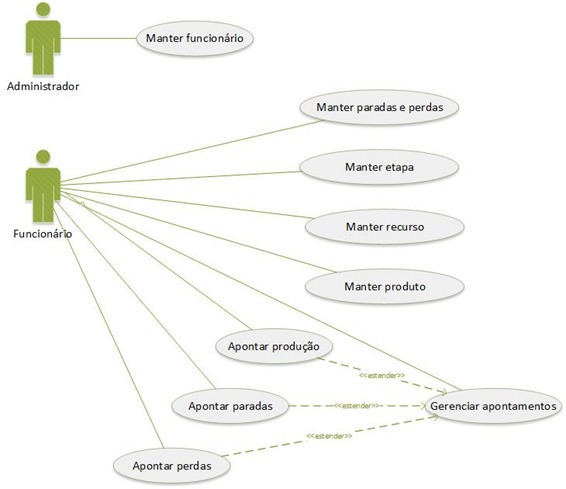 Manter funcionário
Administrador
Manter paradas e perdas
Manter etapa
Funcionário
Manter recurso
Manter produto
Apontar produção
<<estender>>
Apontar paradas
<<estender>>
Gerenciar apontamentos
<<estender>>
Apontar perdas